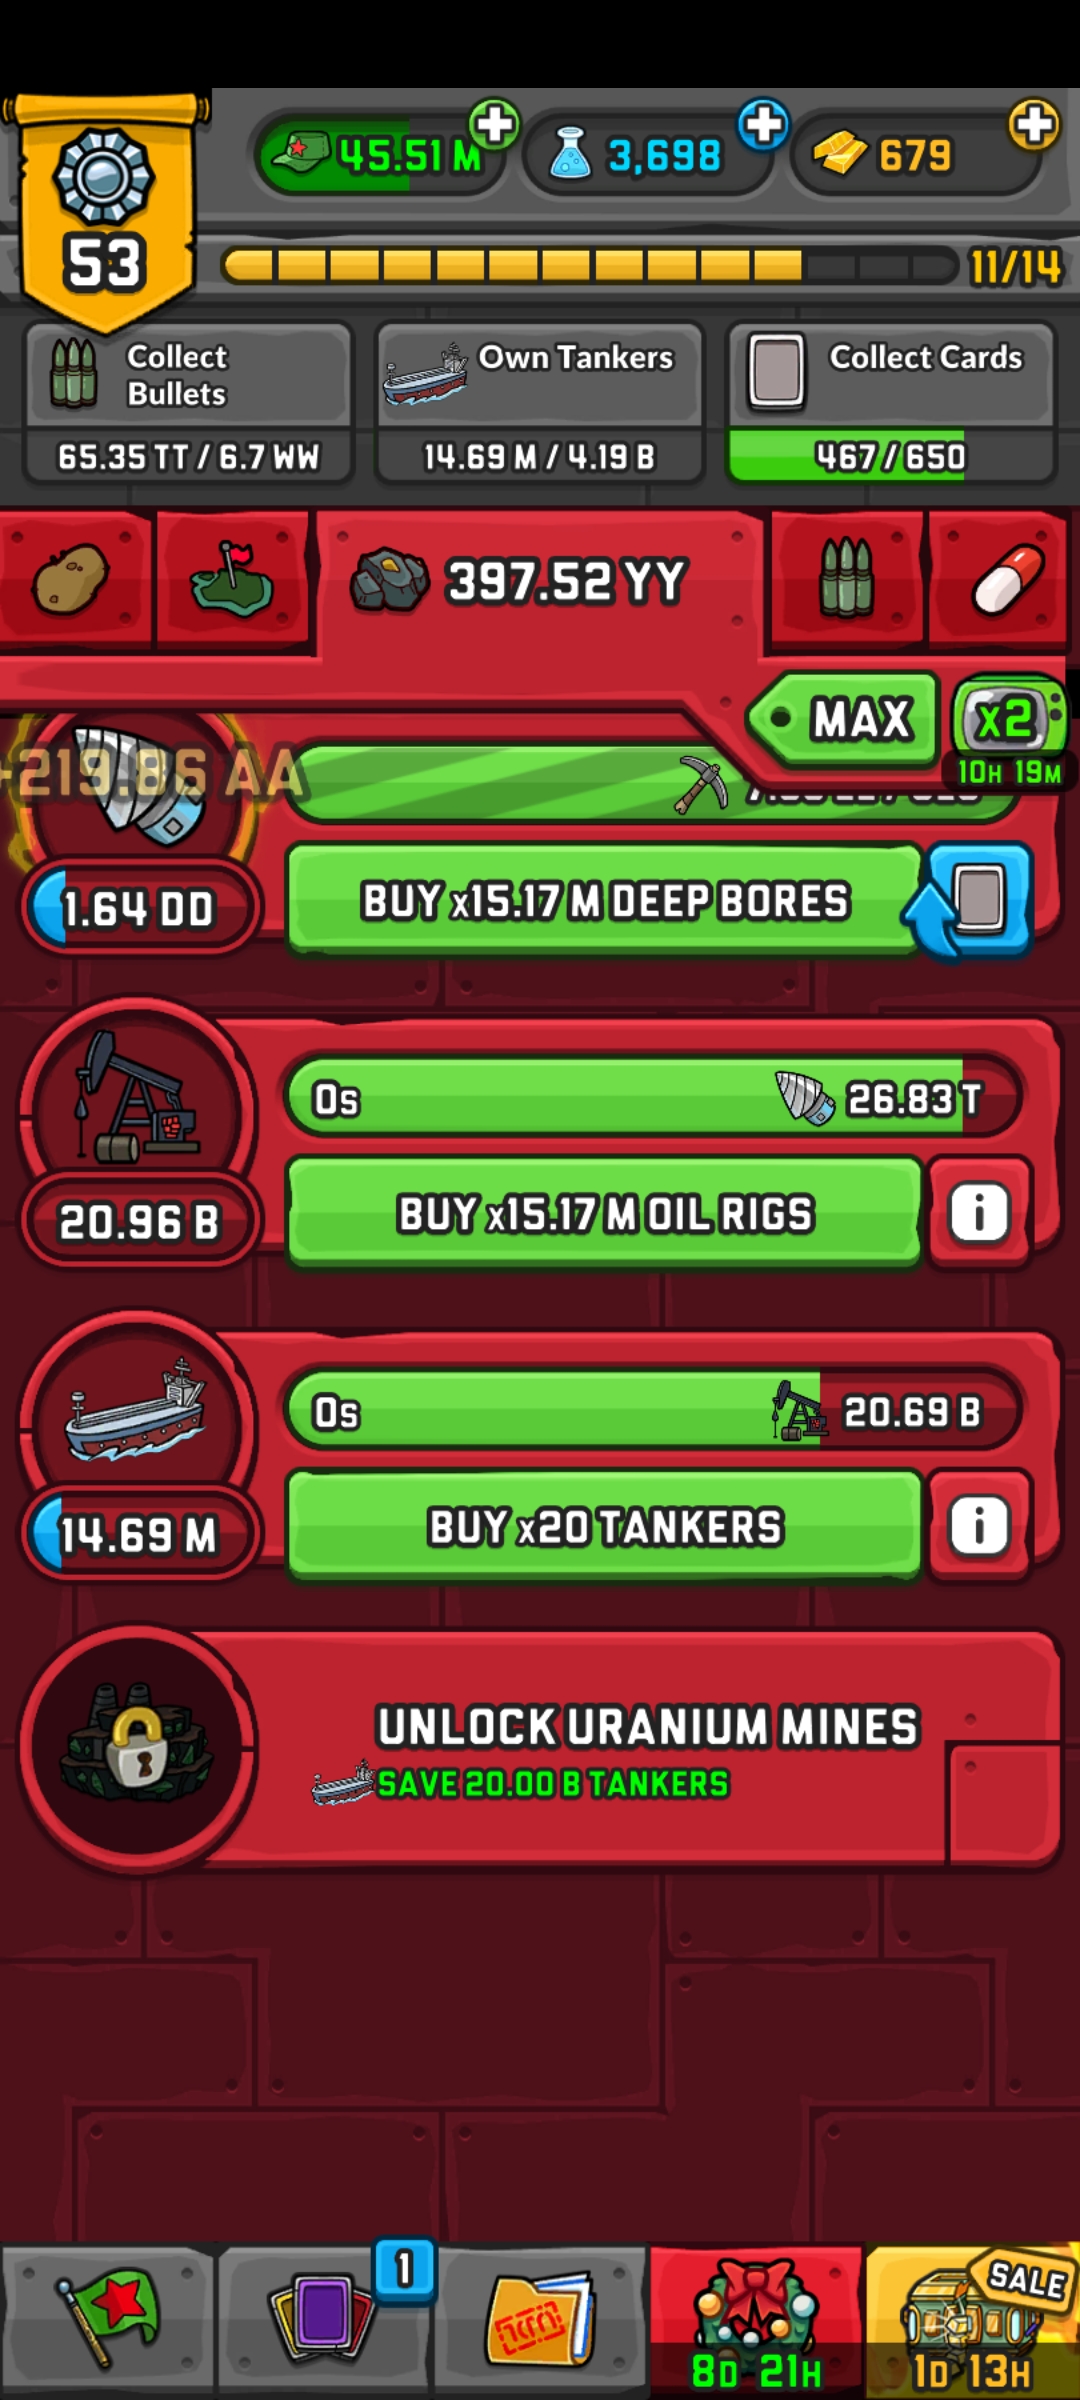 45.51 M
3,698
679
53
11/14
Collect
Bullets
Own Tankers
Collect Cards
65.35 TT / 6.7 WW
14.69 M / 4.19 B
467 / 650
397.52 YY
MAX
x2
10H 19M
+219.86 AA
1.64 DD
BUY x15.17 M DEEP BORES
0s
26.83 T
20.96 B
BUY x15.17 M OIL RIGS
i
0s
20.69 B
14.69 M
BUY x20 TANKERS
i
UNLOCK URANIUM MINES
SAVE 20.00 B TANKERS
1
SALE
8D 21H
1D 13H